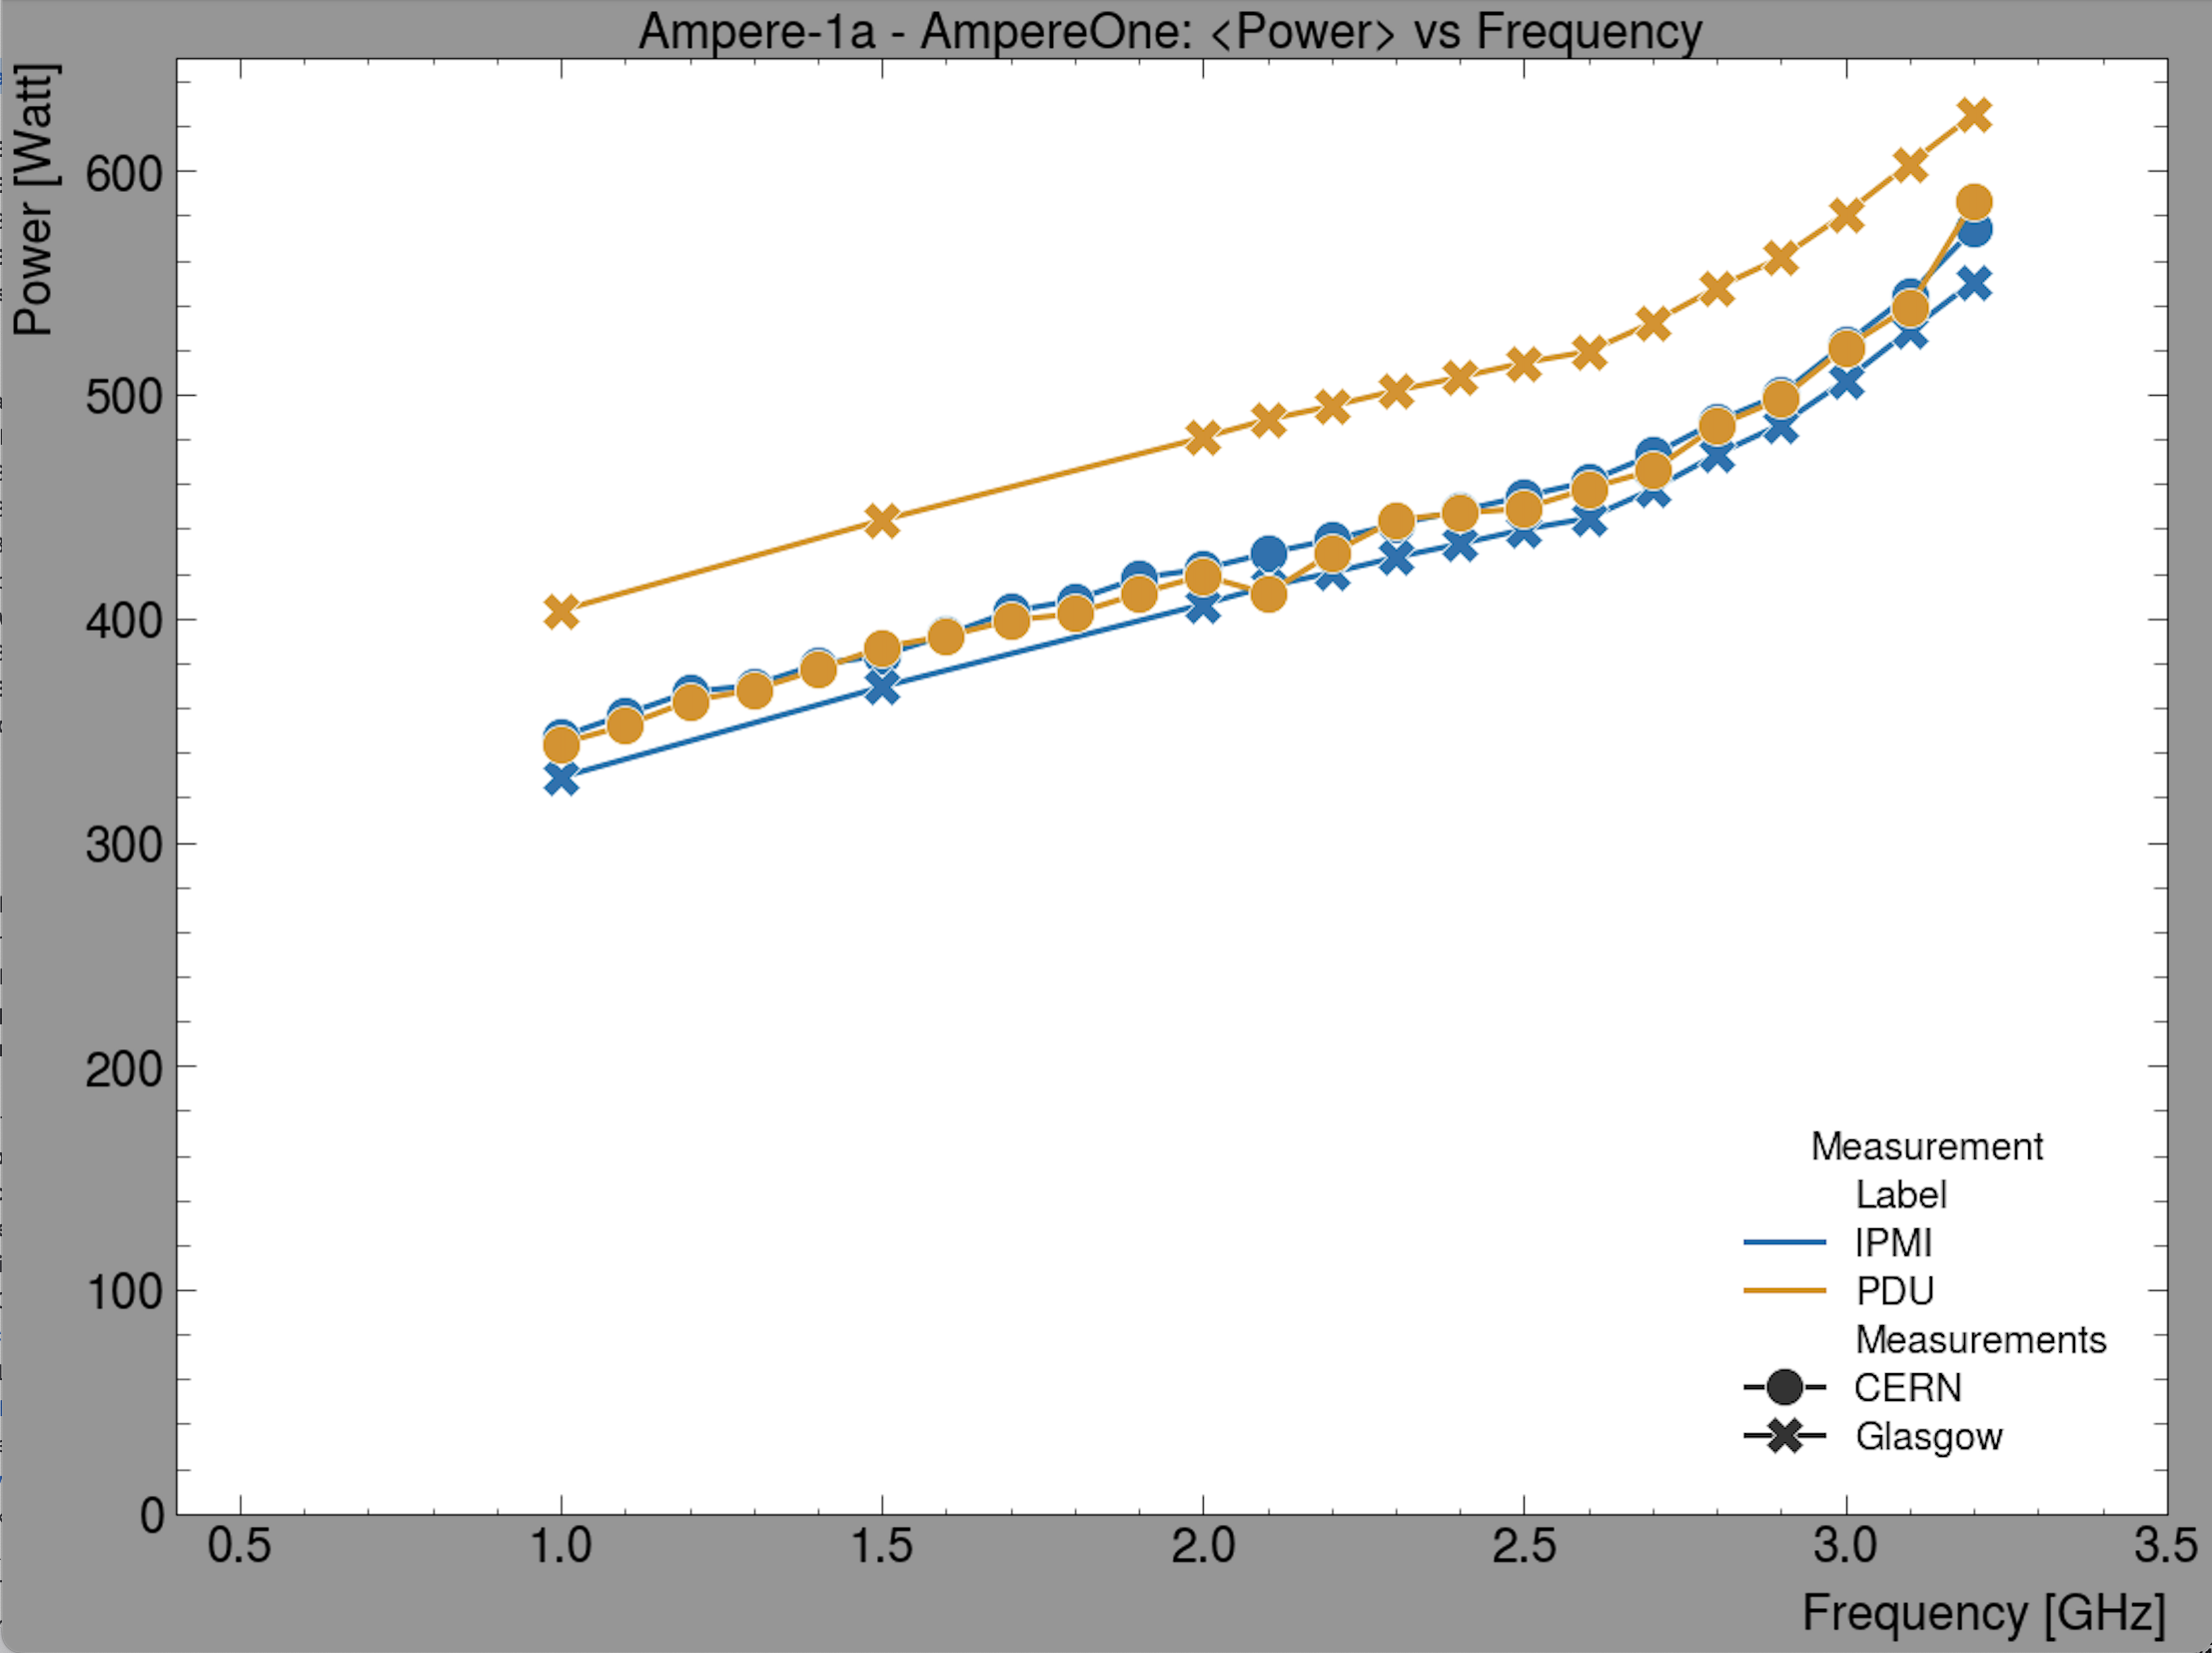 Ampere-1a - AmpereOne: <Power> vs Frequency
Power [Watt]
600
500
400
300
200
100
0
0.5 1.0 1.5 2.0 2.5 3.0 3.5
Frequency [GHz]
Measurement
Label
IPMI
PDU
Measurements
CERN
Glasgow